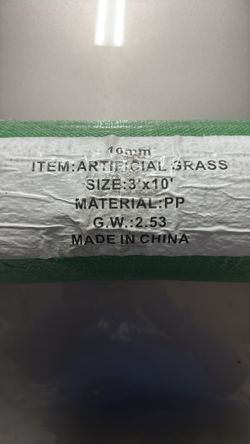 10mm
ITEM:ARTIFICIAL GRASS
SIZE:3'x10'
MATERIAL:PP
G.W.:2.53
MADE IN CHINA